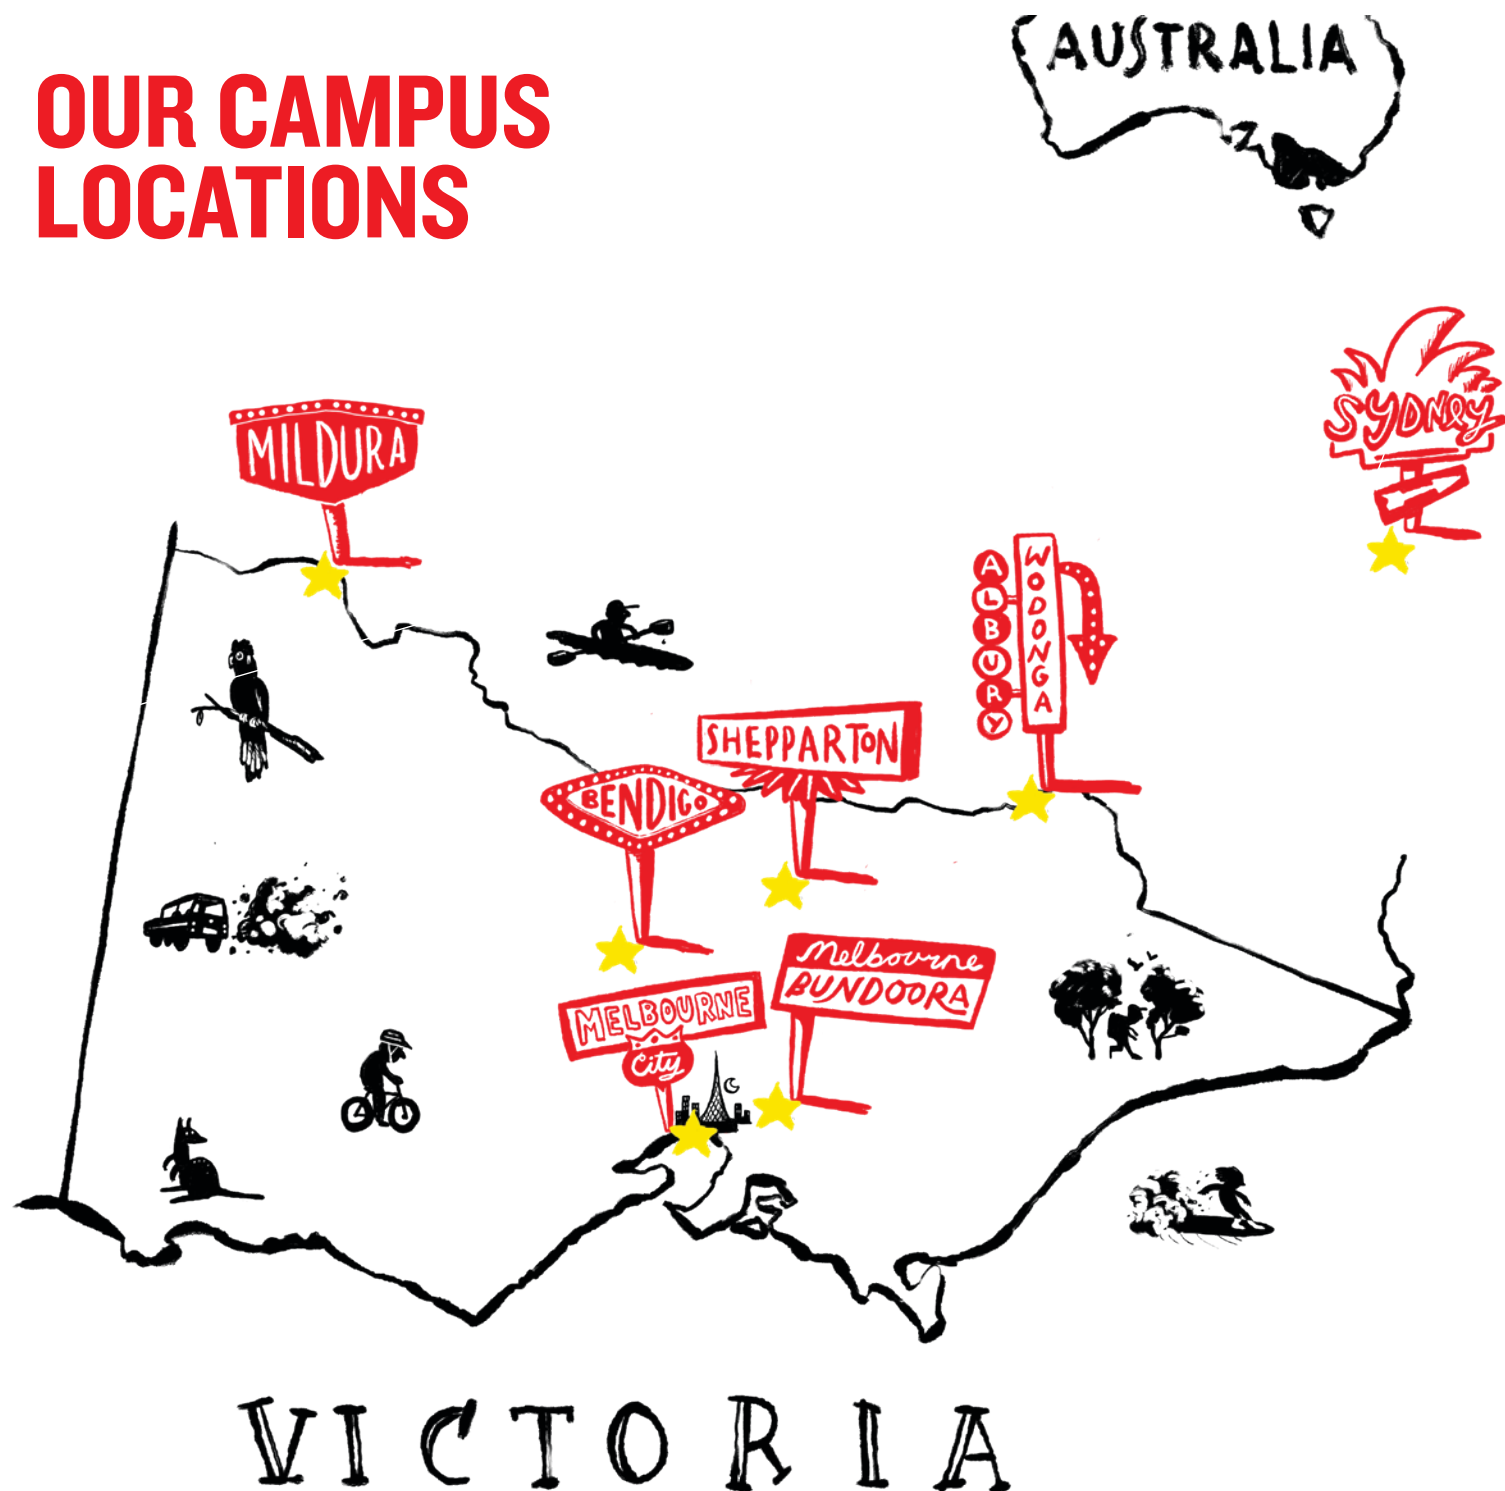 OUR CAMPUS
LOCATIONS
AUSTRALIA
SYDNEY
MILDURA
ALBURY
WODONGA
SHEPPARTON
BENDIGO
Melbourne
BUNDOORA
MELBOURNE
City
VICTORIA